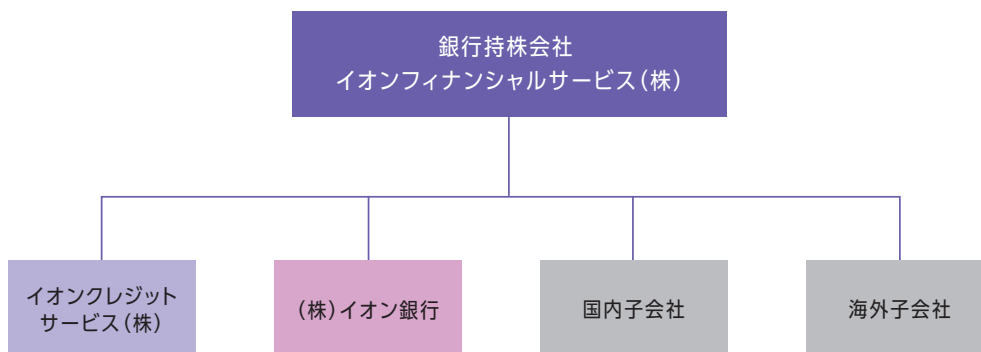 銀行持株会社
イオンフィナンシャルサービス(株)
イオンクレジット
サービス(株)
(株)イオン銀行
国内子会社
海外子会社